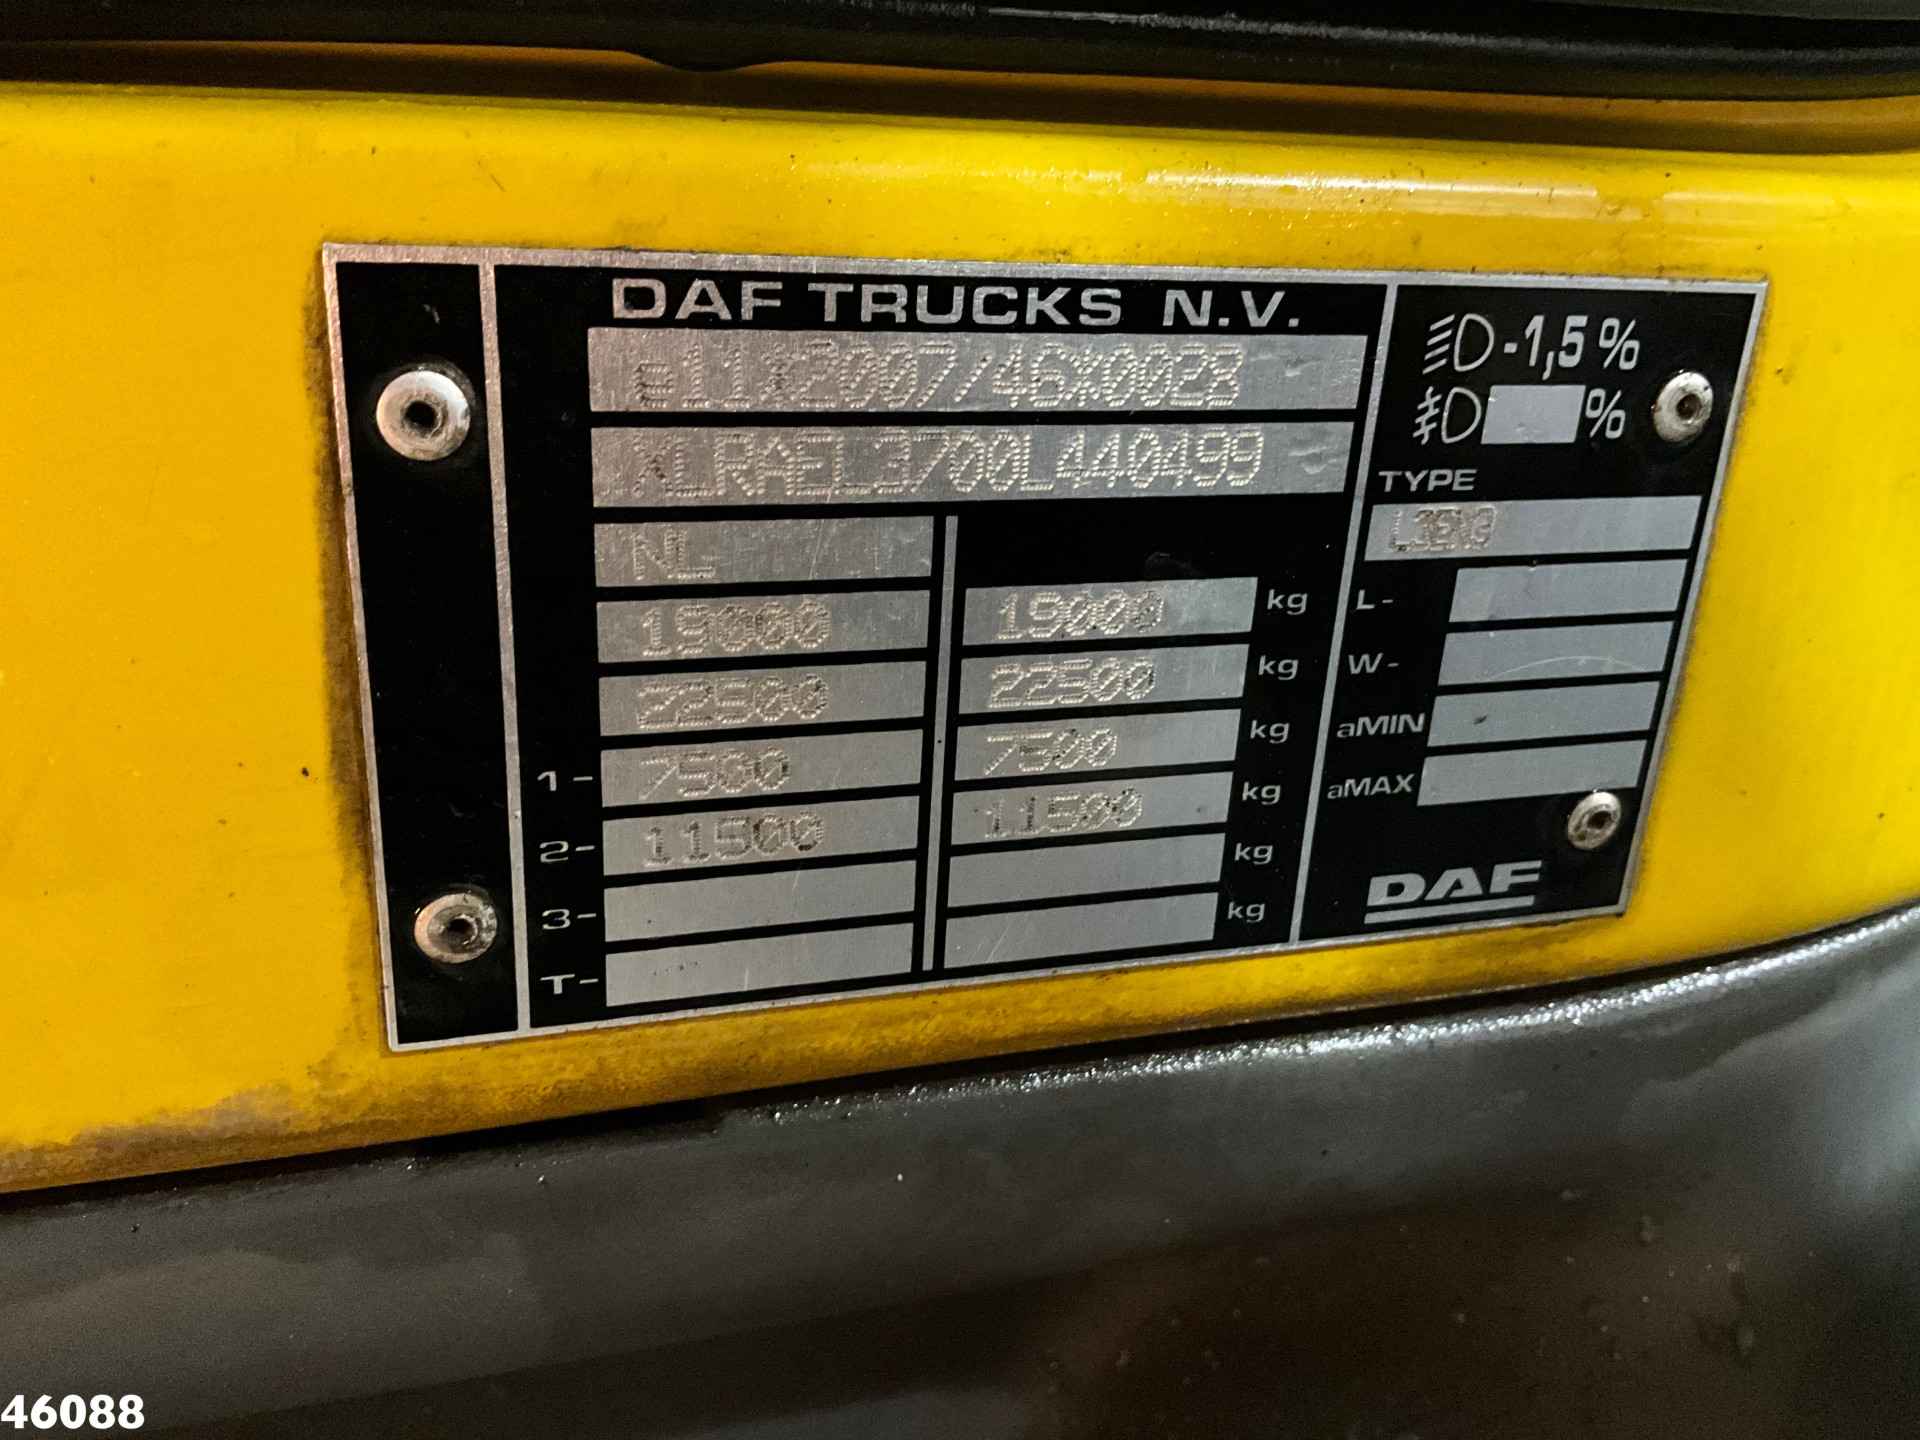 DAF TRUCKS N.V.
e11*2007/46*0028
XLRAEL3700L440499
NL
19000 19000 kg
22500 22500 kg
1- 7500 7500 kg
2- 11500 11500 kg
3- kg
T- kg
-1,5 %
%
TYPE
L3ENG
L-
W-
aMIN
aMAX
DAF
46088